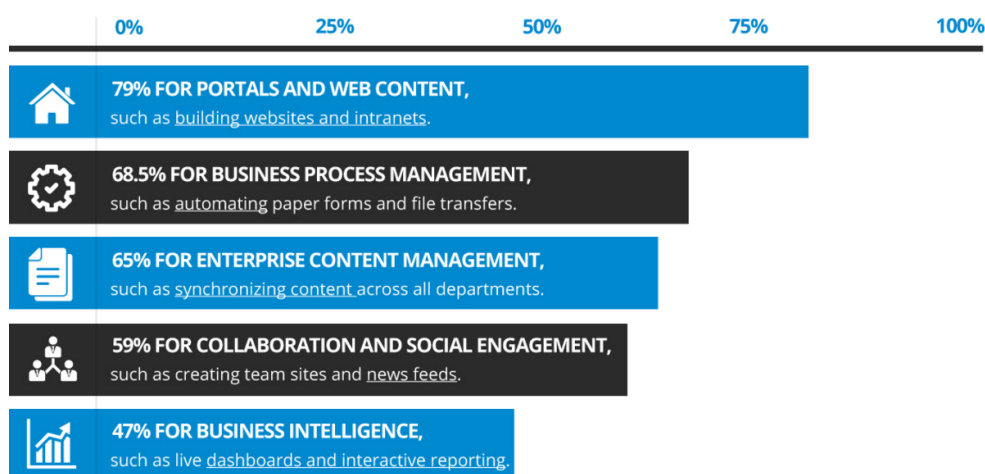 0% 25% 50% 75% 100%
79% FOR PORTALS AND WEB CONTENT,
such as building websites and intranets.
68.5% FOR BUSINESS PROCESS MANAGEMENT,
such as automating paper forms and file transfers.
65% FOR ENTERPRISE CONTENT MANAGEMENT,
such as synchronizing content across all departments.
59% FOR COLLABORATION AND SOCIAL ENGAGEMENT,
such as creating team sites and news feeds.
47% FOR BUSINESS INTELLIGENCE,
such as live dashboards and interactive reporting.